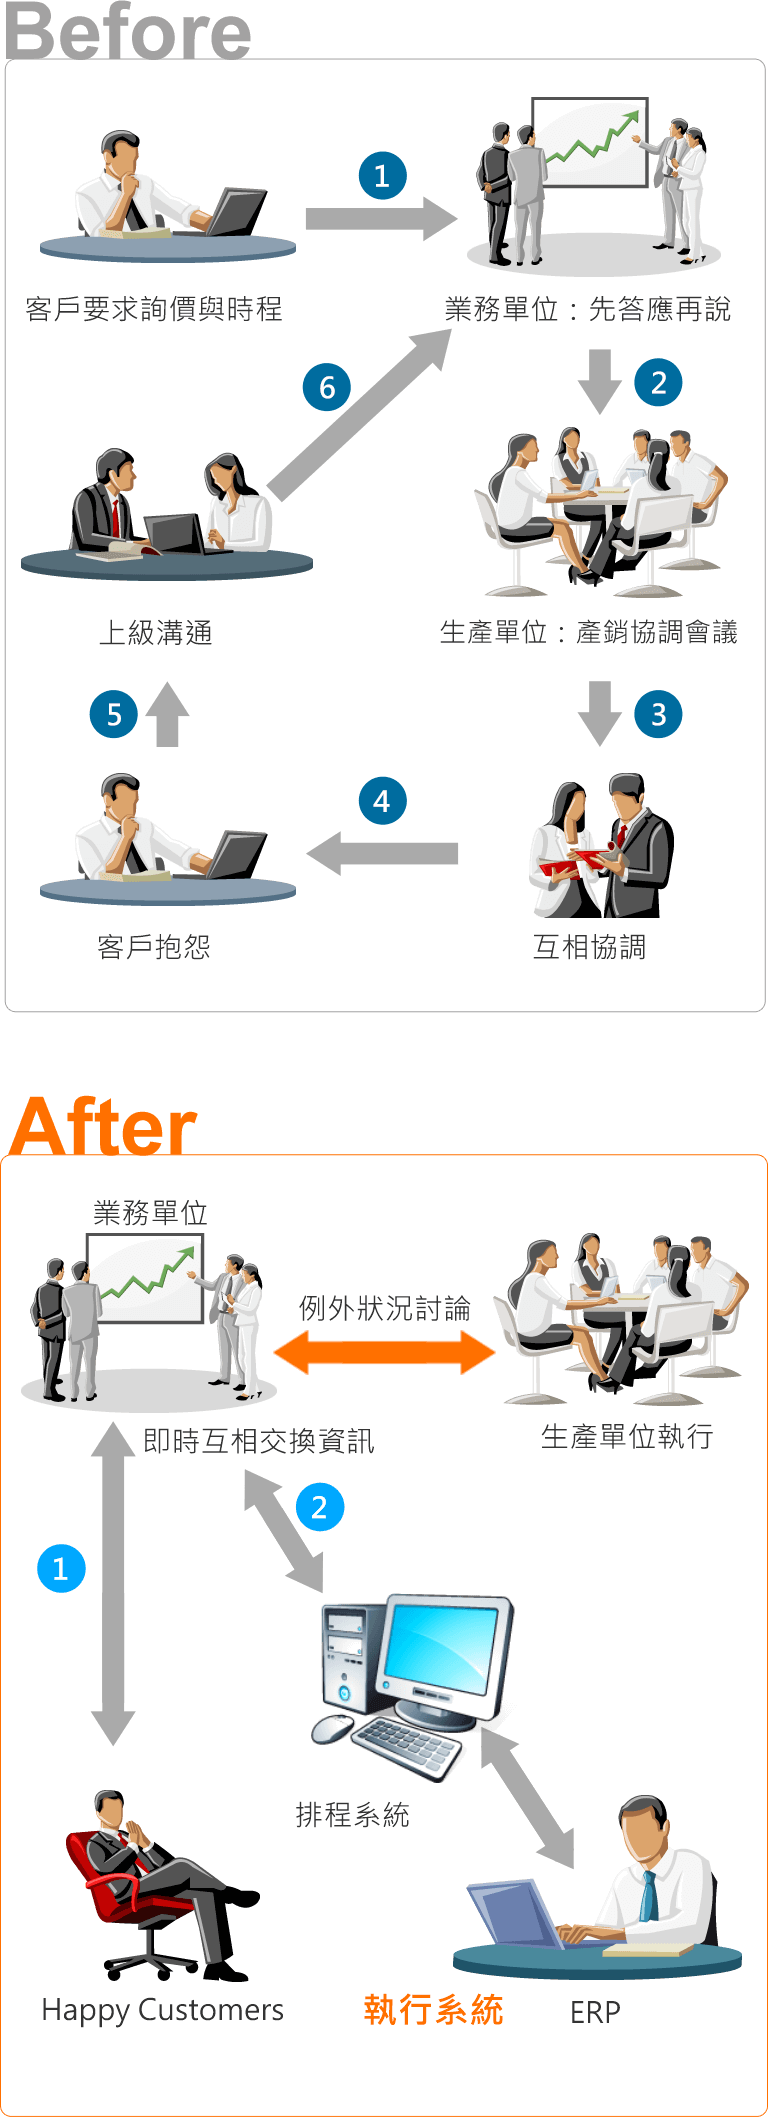 Before
1
客戶要求詢價與時程
業務單位：先答應再說
6
2
上級溝通
生產單位：產銷協調會議
5
3
4
客戶抱怨
互相協調
After
業務單位
例外狀況討論
即時互相交換資訊
生產單位執行
2
1
排程系統
Happy Customers
執行系統
ERP